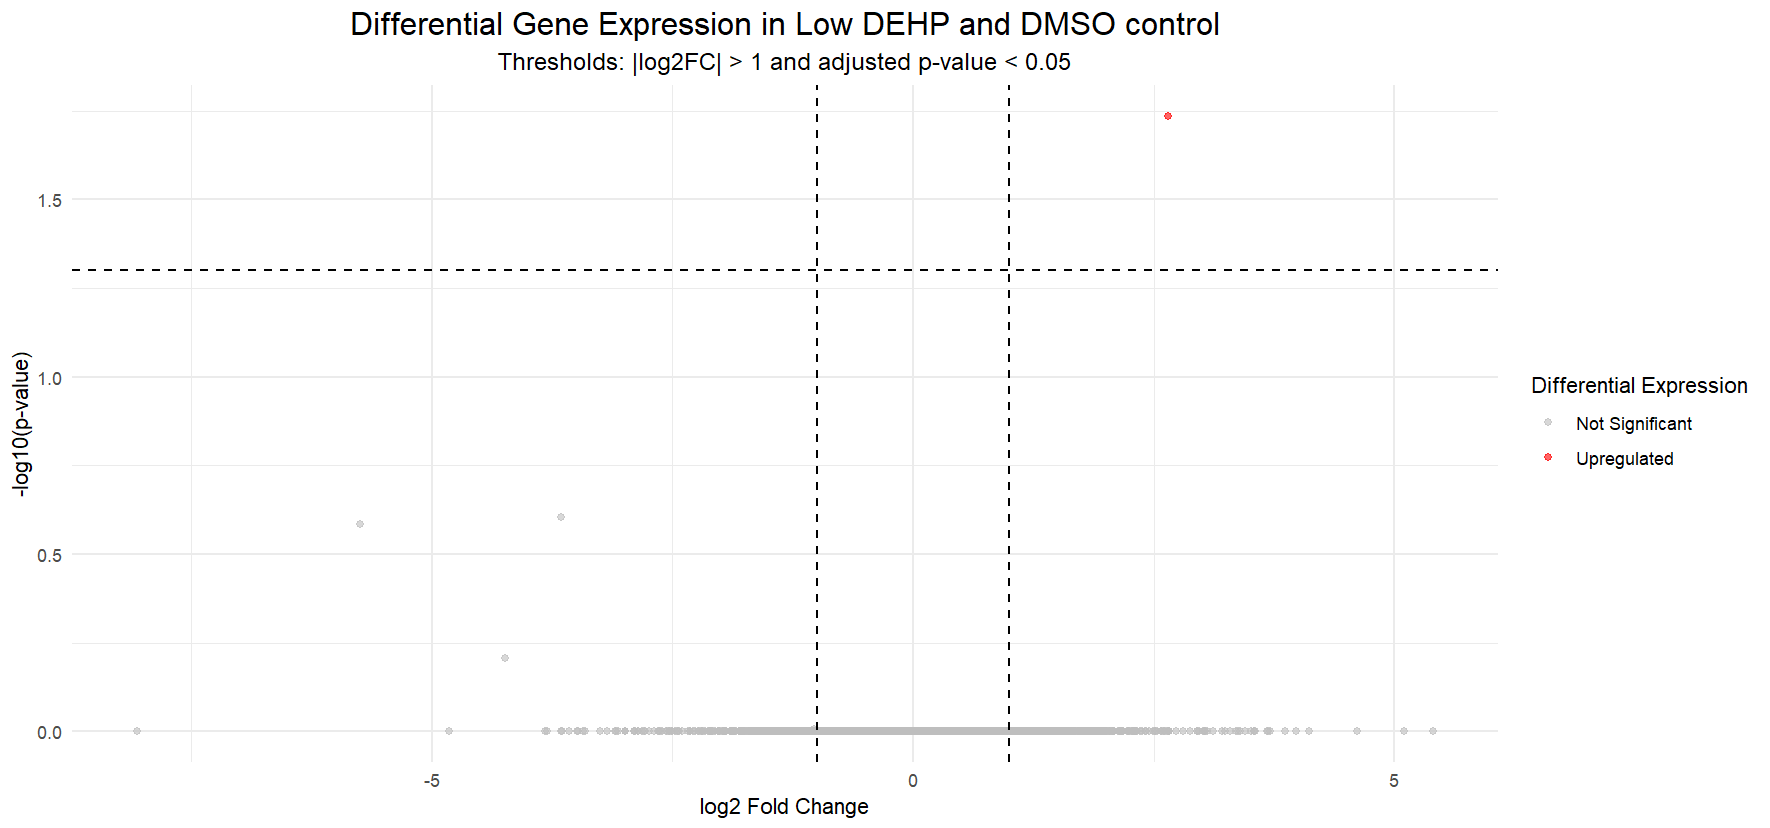 Differential Gene Expression in Low DEHP and DMSO control
Thresholds: |log2FC| > 1 and adjusted p-value < 0.05
-log10(p-value)
1.5
1.0
0.5
0.0
-5
0
5
log2 Fold Change
Differential Expression
Not Significant
Upregulated